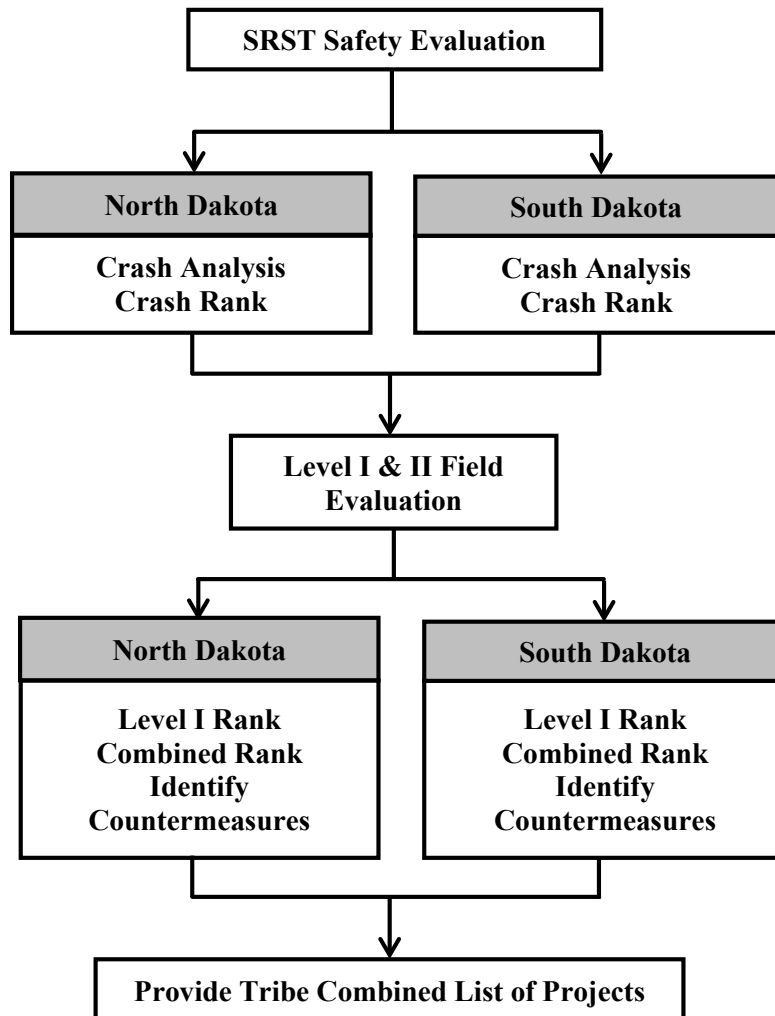 SRST Safety Evaluation
North Dakota
Crash Analysis
Crash Rank
South Dakota
Crash Analysis
Crash Rank
Level I & II Field
Evaluation
North Dakota
Level I Rank
Combined Rank
Identify
Countermeasures
South Dakota
Level I Rank
Combined Rank
Identify
Countermeasures
Provide Tribe Combined List of Projects